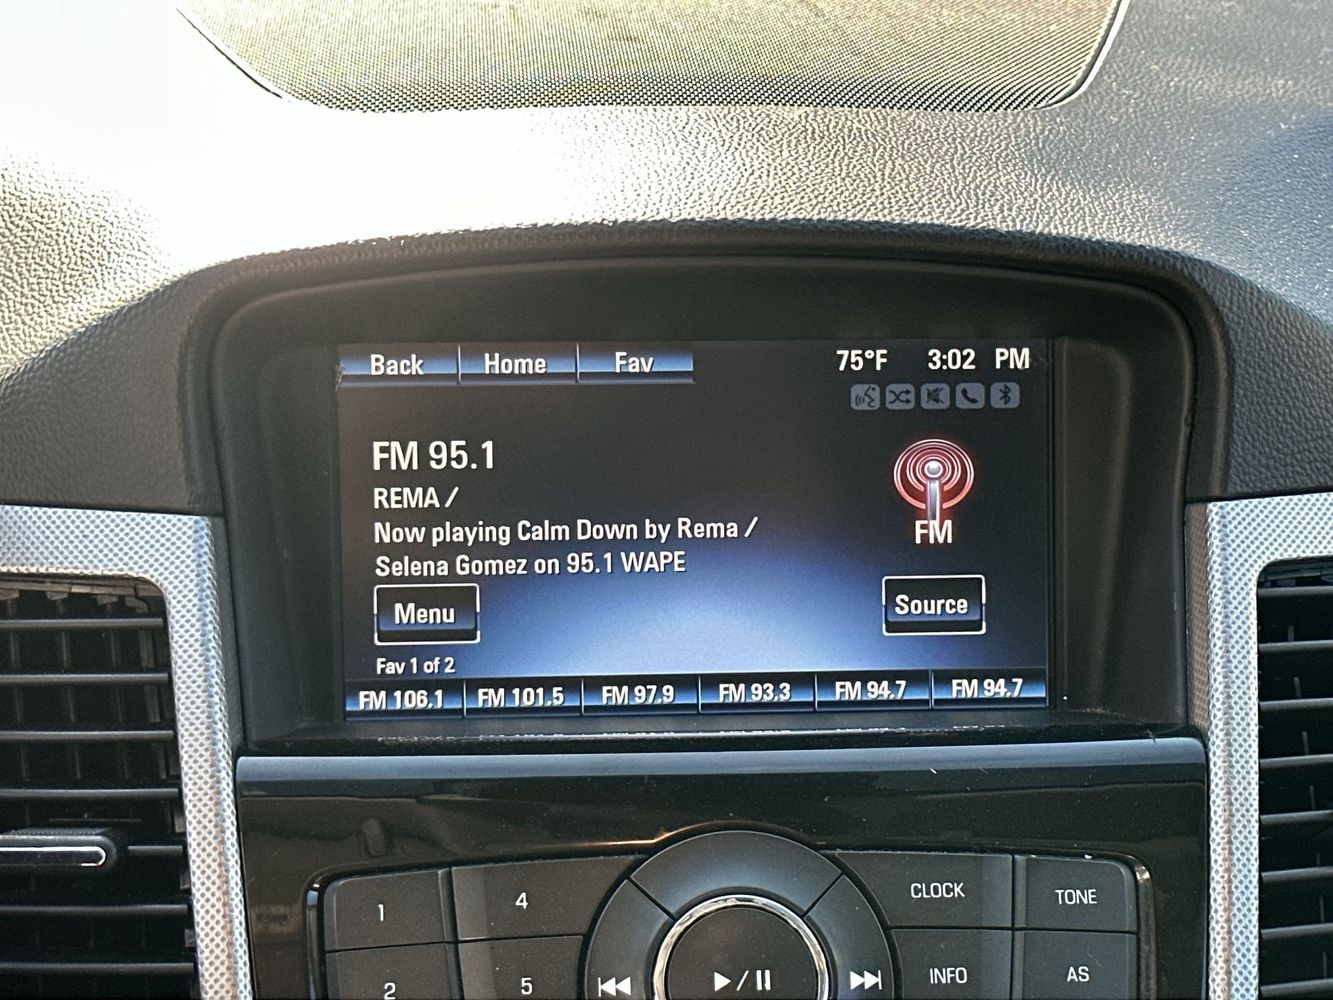 Back Home Fav 75°F 3:02 PM
FM 95.1
REMA /
Now playing Calm Down by Rema /
Selena Gomez on 95.1 WAPE
FM
Menu
Source
Fav 1 of 2
FM 106.1 FM 101.5 FM 97.9 FM 93.3 FM 94.7 FM 94.7
1 4 CLOCK TONE
2 5 INFO AS